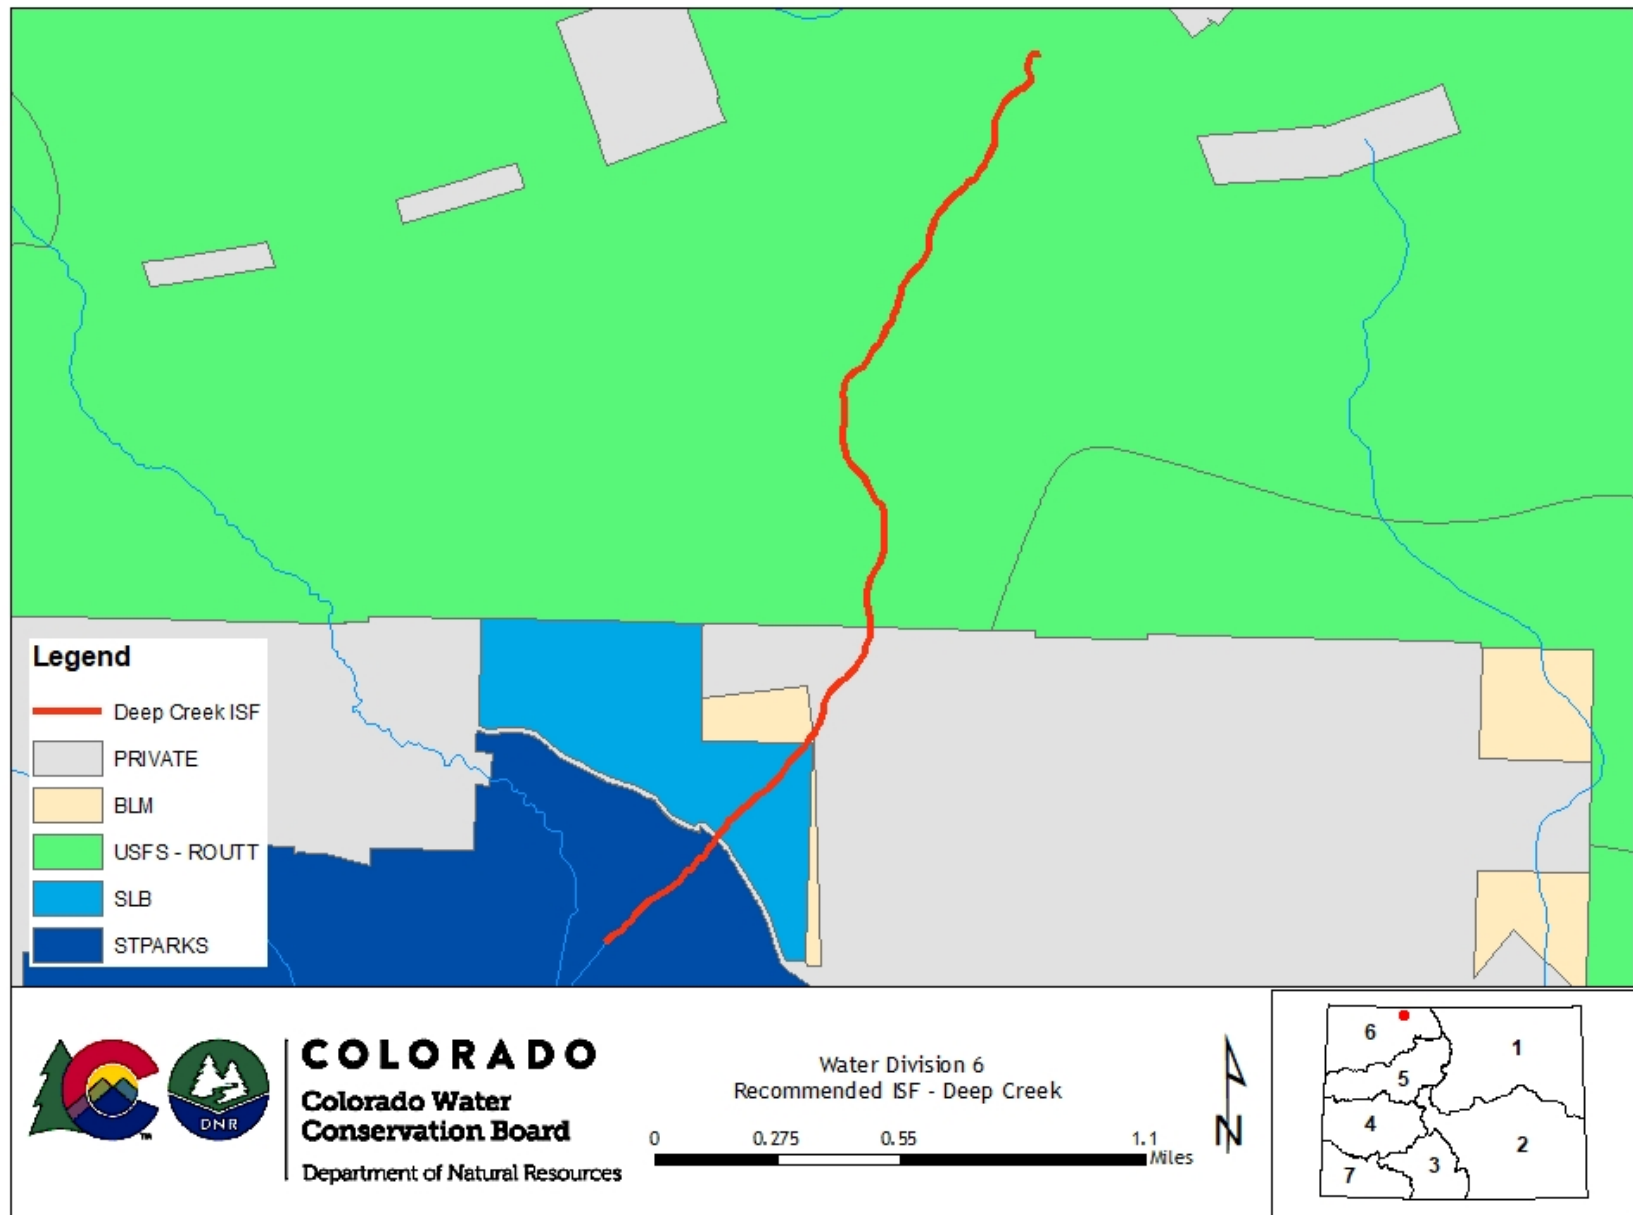 Legend
Deep Creek ISF
PRIVATE
BLM
USFS - ROUTT
SLB
STPARKS
TM
DNR
COLORADO
Colorado Water
Conservation Board
Department of Natural Resources
Water Division 6
Recommended ISF - Deep Creek
0 0.275 0.55 1.1
Miles
N
6
1
5
4
2
3
7